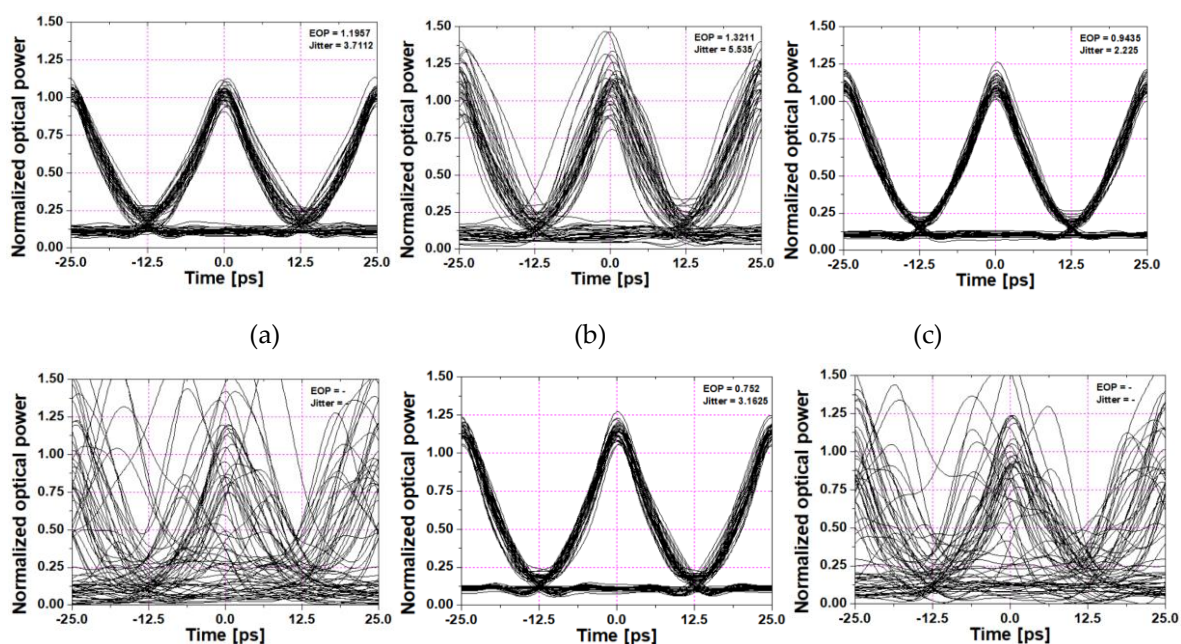 EOP = 1.1957
Jitter = 3.7112
Normalized optical power
1.50
1.25
1.00
0.75
0.50
0.25
0.00
-25.0 -12.5 0.0 12.5 25.0
Time [ps]
EOP = 1.3211
Jitter = 5.535
Normalized optical power
1.50
1.25
1.00
0.75
0.50
0.25
0.00
-25.0 -12.5 0.0 12.5 25.0
Time [ps]
EOP = 0.9435
Jitter = 2.225
Normalized optical power
1.50
1.25
1.00
0.75
0.50
0.25
0.00
-25.0 -12.5 0.0 12.5 25.0
Time [ps]
(a) (b) (c)
EOP = -
Jitter = -
Normalized optical power
1.50
1.25
1.00
0.75
0.50
0.25
0.00
-25.0 -12.5 0.0 12.5 25.0
Time [ps]
EOP = 0.752
Jitter = 3.1625
Normalized optical power
1.50
1.25
1.00
0.75
0.50
0.25
0.00
-25.0 -12.5 0.0 12.5 25.0
Time [ps]
EOP = -
Jitter = -
Normalized optical power
1.50
1.25
1.00
0.75
0.50
0.25
0.00
-25.0 -12.5 0.0 12.5 25.0
Time [ps]